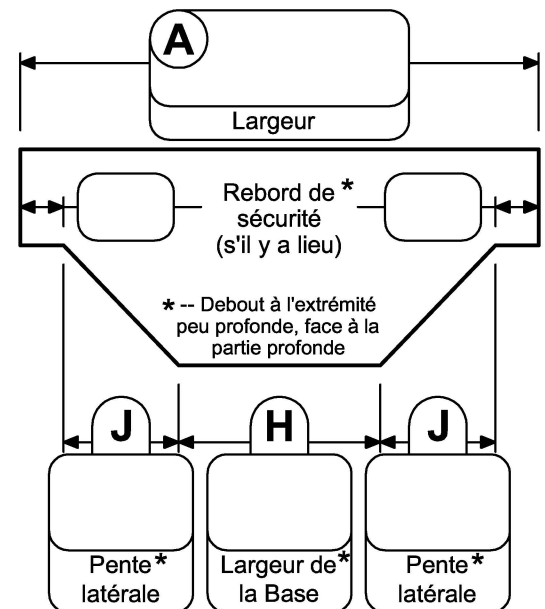 A
Largeur
Rebord de *
sécurité
(s'il y a lieu)
* -- Debout à l'extrémité
peu profonde, face à la
partie profonde
J
H
J
Pente*
latérale
Largeur de*
la Base
Pente*
latérale